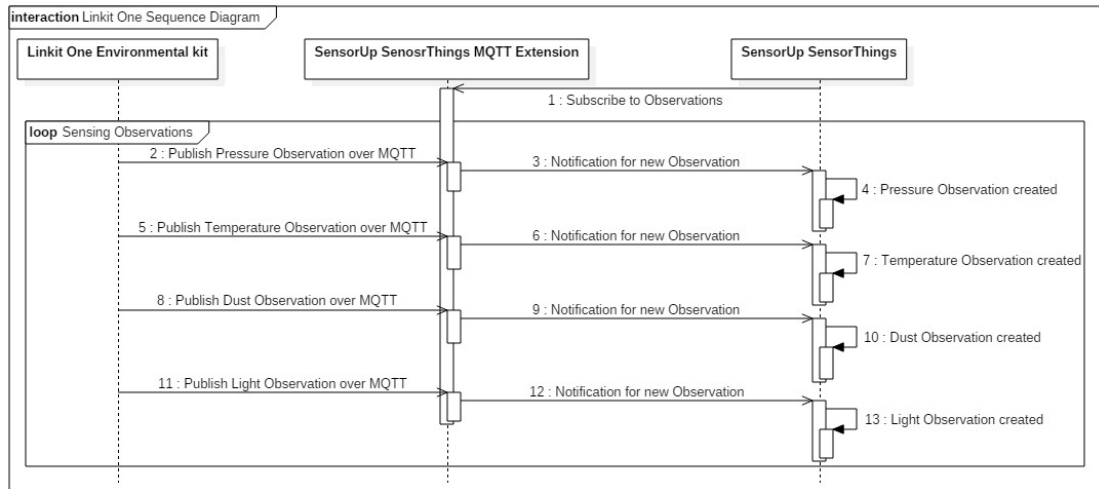 interaction Linkit One Sequence Diagram
Linkit One Environmental kit
SensorUp SenosrThings MQTT Extension
SensorUp SensorThings
1 : Subscribe to Observations
loop Sensing Observations
2 : Publish Pressure Observation over MQTT
3 : Notification for new Observation
4 : Pressure Observation created
5 : Publish Temperature Observation over MQTT
6 : Notification for new Observation
7 : Temperature Observation created
8 : Publish Dust Observation over MQTT
9 : Notification for new Observation
10 : Dust Observation created
11 : Publish Light Observation over MQTT
12 : Notification for new Observation
13 : Light Observation created